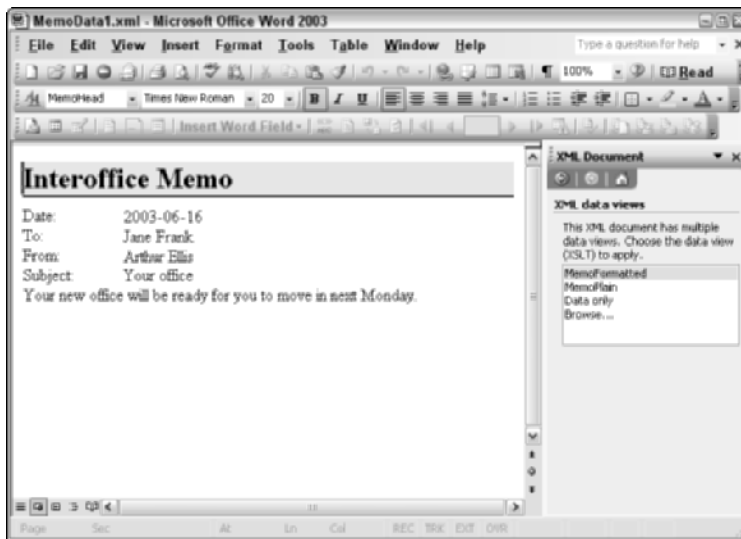 MemoData1.xml - Microsoft Office Word 2003
File Edit View Insert Format Tools Table Window Help Type a question for help
100% Read
MemoHead Times New Roman 20 B I U A
Insert Word Field
XML Document
Interoffice Memo
XML data views
Date: 2003-06-16
To: Jane Frank
From: Arthur Ellis
Subject: Your office
Your new office will be ready for you to move in next Monday.
This XML document has multiple
data views. Choose the data view
(XSLT) to apply.
MemoFormatted
MemoPlain
Data only
Browse...
Page Sec At Ln Col REC TRK EXT OVR